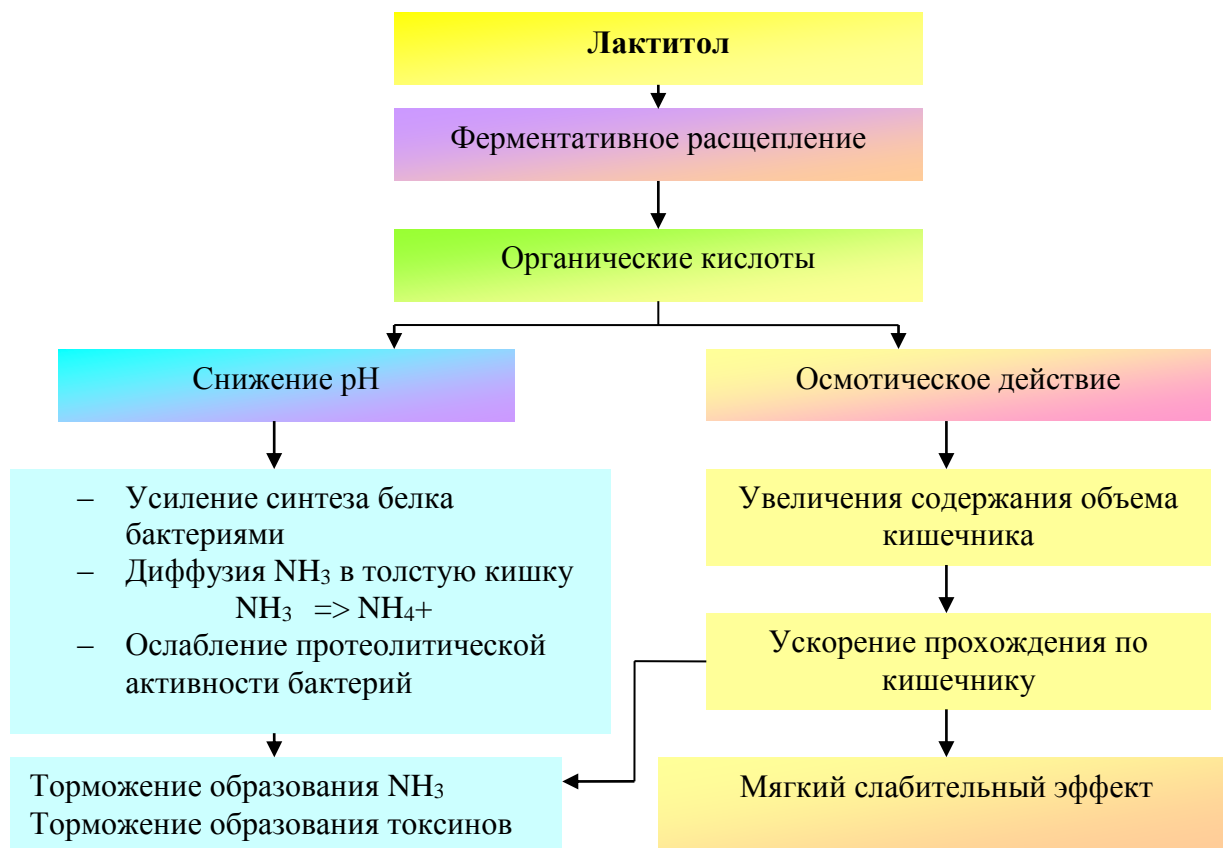 Лактитол
Ферментативное расщепление
Органические кислоты
Снижение pH
Осмотическое действие
– Усиление синтеза белка
бактериями
– Диффузия NH₃ в толстую кишку
NH₃ => NH₄+
– Ослабление протеолитической
активности бактерий
Увеличения содержания объема
кишечника
Ускорение прохождения по
кишечнику
Торможение образования NH₃
Торможение образования токсинов
Мягкий слабительный эффект